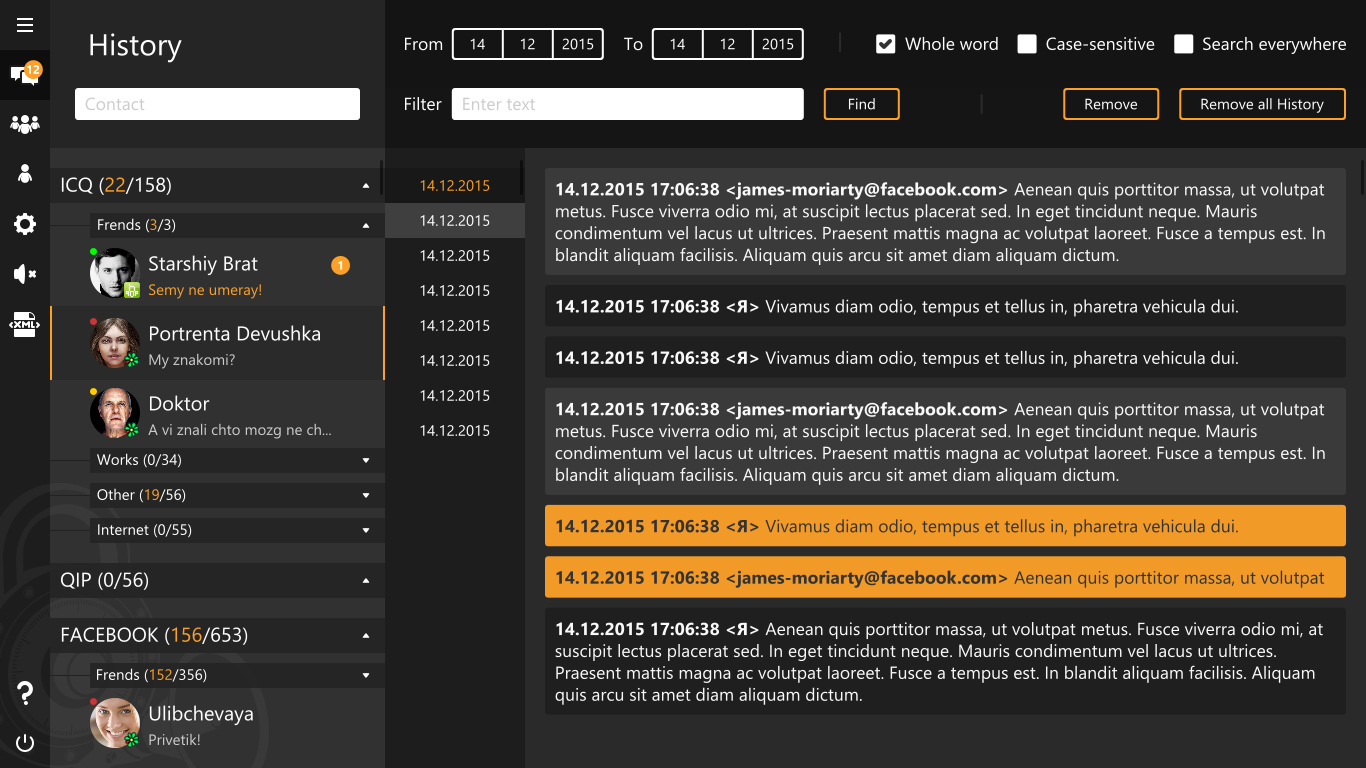 12
XML
History
Contact
From 14 12 2015 To 14 12 2015
Whole word Case-sensitive Search everywhere
Filter Enter text Find Remove Remove all History
ICQ (22/158)
Frends (3/3)
Starshiy Brat
1
Semy ne umeray!
Portrenta Devushka
My znakomi?
Doktor
A vi znali chto mozg ne ch...
Works (0/34)
Other (19/56)
Internet (0/55)
QIP (0/56)
FACEBOOK (156/653)
Frends (152/356)
Ulibchevaya
Privetik!
?
14.12.2015
14.12.2015
14.12.2015
14.12.2015
14.12.2015
14.12.2015
14.12.2015
14.12.2015
14.12.2015 17:06:38 <james-moriarty@facebook.com> Aenean quis porttitor massa, ut volutpat
metus. Fusce viverra odio mi, at suscipit lectus placerat sed. In eget tincidunt neque. Mauris
condimentum vel lacus ut ultrices. Praesent mattis magna ac volutpat laoreet. Fusce a tempus est. In
blandit aliquam facilisis. Aliquam quis arcu sit amet diam aliquam dictum.
14.12.2015 17:06:38 <Я> Vivamus diam odio, tempus et tellus in, pharetra vehicula dui.
14.12.2015 17:06:38 <Я> Vivamus diam odio, tempus et tellus in, pharetra vehicula dui.
14.12.2015 17:06:38 <james-moriarty@facebook.com> Aenean quis porttitor massa, ut volutpat
metus. Fusce viverra odio mi, at suscipit lectus placerat sed. In eget tincidunt neque. Mauris
condimentum vel lacus ut ultrices. Praesent mattis magna ac volutpat laoreet. Fusce a tempus est. In
blandit aliquam facilisis. Aliquam quis arcu sit amet diam aliquam dictum.
14.12.2015 17:06:38 <Я> Vivamus diam odio, tempus et tellus in, pharetra vehicula dui.
14.12.2015 17:06:38 <james-moriarty@facebook.com> Aenean quis porttitor massa, ut volutpat
14.12.2015 17:06:38 <Я> Aenean quis porttitor massa, ut volutpat metus. Fusce viverra odio mi, at
suscipit lectus placerat sed. In eget tincidunt neque. Mauris condimentum vel lacus ut ultrices.
Praesent mattis magna ac volutpat laoreet. Fusce a tempus est. In blandit aliquam facilisis. Aliquam
quis arcu sit amet diam aliquam dictum.